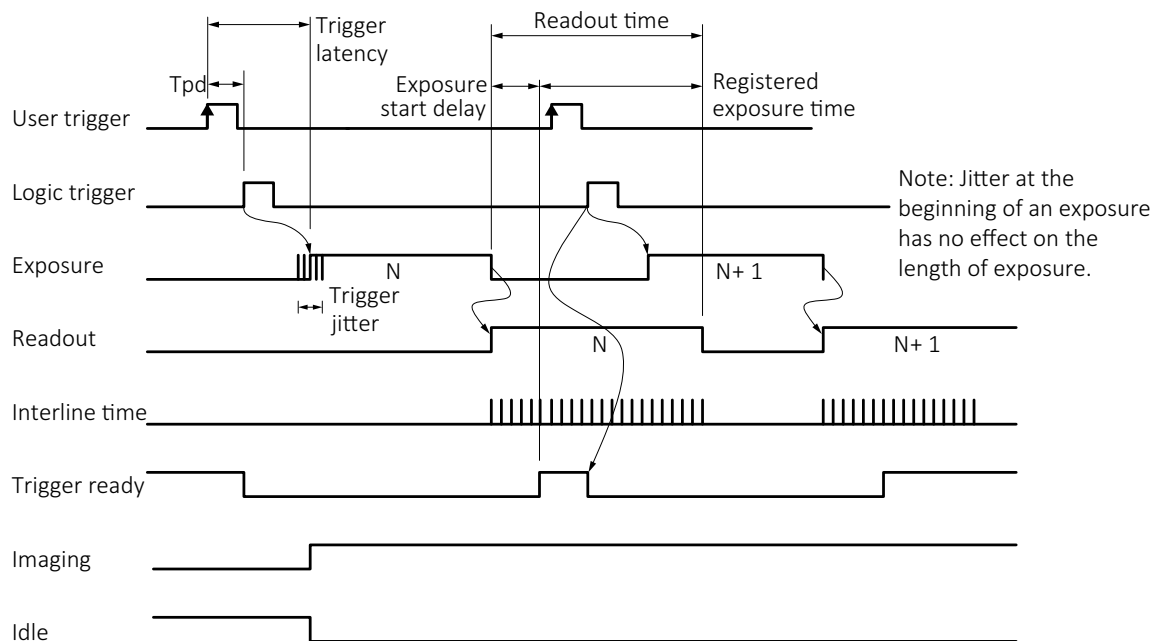 Trigger
latency
Readout time
Tpd
Exposure
start delay
Registered
exposure time
User trigger
Logic trigger
Note: Jitter at the
beginning of an exposure
has no effect on the
length of exposure.
Exposure
N
N+ 1
Trigger
jitter
Readout
N
N+ 1
Interline time
Trigger ready
Imaging
Idle